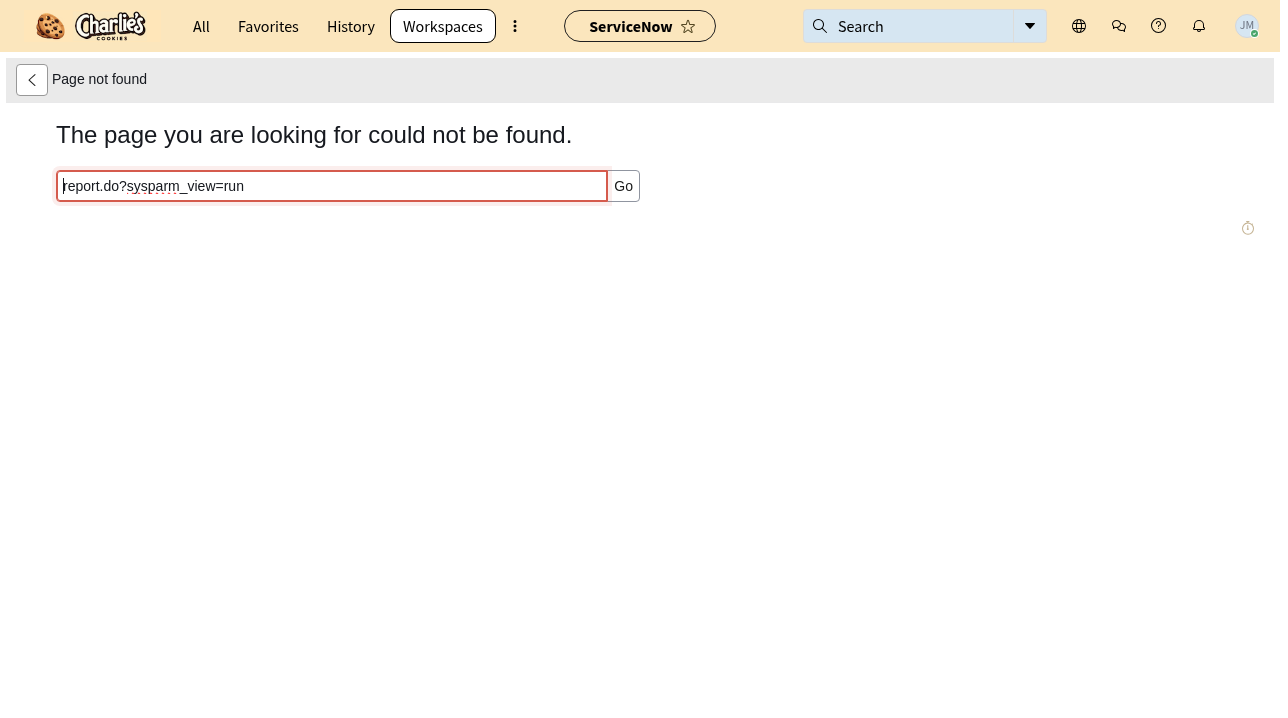 Charlie's
COOKIES
All
Favorites
History
Workspaces
ServiceNow
Search
JM
Page not found
The page you are looking for could not be found.
report.do?sysparm_view=run
Go